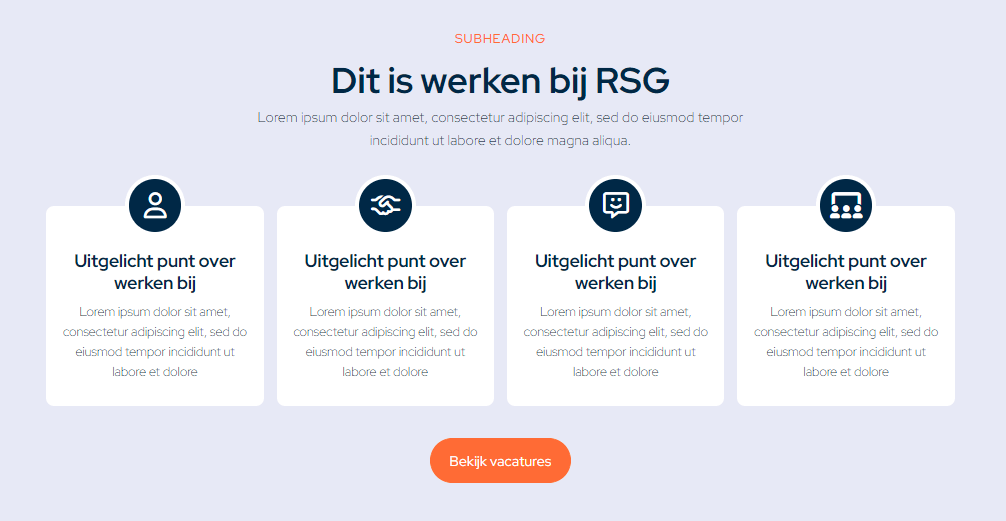 SUBHEADING
Dit is werken bij RSG
Lorem ipsum dolor sit amet, consectetur adipiscing elit, sed do eiusmod tempor
incididunt ut labore et dolore magna aliqua.
Uitgelicht punt over
werken bij
Lorem ipsum dolor sit amet,
consectetur adipiscing elit, sed do
eiusmod tempor incididunt ut
labore et dolore
Uitgelicht punt over
werken bij
Lorem ipsum dolor sit amet,
consectetur adipiscing elit, sed do
eiusmod tempor incididunt ut
labore et dolore
Uitgelicht punt over
werken bij
Lorem ipsum dolor sit amet,
consectetur adipiscing elit, sed do
eiusmod tempor incididunt ut
labore et dolore
Uitgelicht punt over
werken bij
Lorem ipsum dolor sit amet,
consectetur adipiscing elit, sed do
eiusmod tempor incididunt ut
labore et dolore
Bekijk vacatures